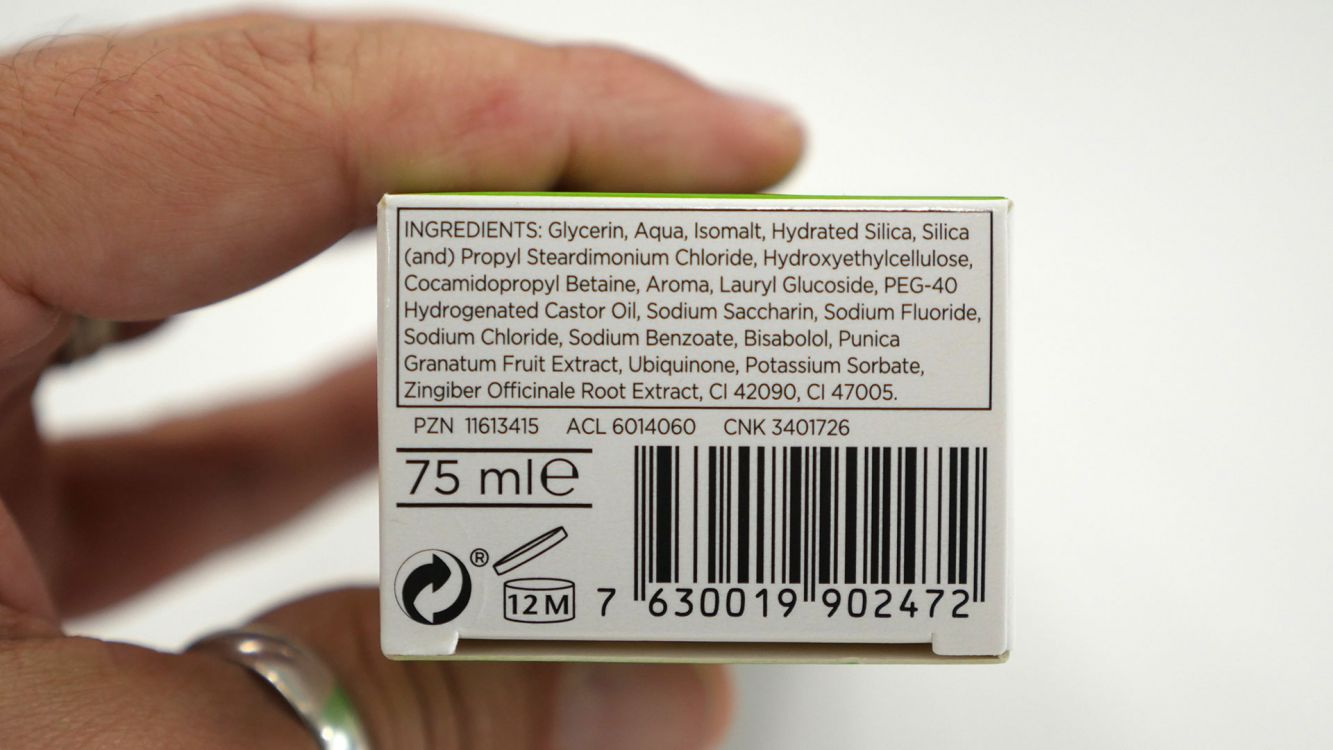 INGREDIENTS: Glycerin, Aqua, Isomalt, Hydrated Silica, Silica
(and) Propyl Steardimonium Chloride, Hydroxyethylcellulose,
Cocamidopropyl Betaine, Aroma, Lauryl Glucoside, PEG-40
Hydrogenated Castor Oil, Sodium Saccharin, Sodium Fluoride,
Sodium Chloride, Sodium Benzoate, Bisabolol, Punica
Granatum Fruit Extract, Ubiquinone, Potassium Sorbate,
Zingiber Officinale Root Extract, CI 42090, CI 47005.
PZN 11613415 ACL 6014060 CNK 3401726
75 ml℮
®
12 M
7 630019 902472